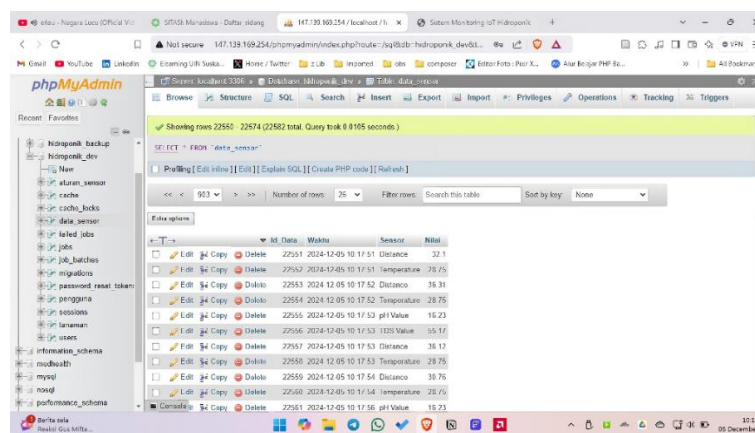 SITASI Mahasiswa - Daftar sidang
147.139.169.254 / localhost / h
Sistem Monitoring IoT Hidroponik
Not secure 147.139.169.254/phpmyadmin/index.php?route=/sql&db=hidroponik_dev&t...
VPN
Gmail YouTube LinkedIn Elearning UIN Suska... Home / Twitter z Lib Imported obs composer Alur Belajar PHP Ba... All Bookmar
phpMyAdmin
Recent Favorites
hidroponik_backup
hidroponik_dev
New
aturan_sensor
cache
cache_locks
data_sensor
failed_jobs
jobs
job_batches
migrations
password_reset_token
pengguna
sessions
tanaman
users
information_schema
modhealth
mysql
nosql
performance_schema
Server: localhost:3306 » Database: hidroponik_dev » Table: data_sensor
Browse Structure SQL Search Insert Export Import Privileges Operations Tracking Triggers
Showing rows 22550 - 22574 (22582 total, Query took 0.0105 seconds.)
SELECT * FROM `data_sensor`
Profiling [ Edit inline ] [ Edit ] [ Explain SQL ] [ Create PHP code ] [ Refresh ]
<< < 903 > >> Number of rows: 25 Filter rows: Search this table Sort by key: None
Extra options
Id_Data Waktu Sensor Nilai
Edit Copy Delete 22551 2024-12-05 10:17:51 Distance 32.1
Edit Copy Delete 22552 2024-12-05 10:17:51 Temperature 28.75
Edit Copy Delete 22553 2024-12-05 10:17:52 Distance 36.31
Edit Copy Delete 22554 2024-12-05 10:17:52 Temperature 28.75
Edit Copy Delete 22555 2024-12-05 10:17:53 pH Value 16.23
Edit Copy Delete 22556 2024-12-05 10:17:53 TDS Value 55.17
Edit Copy Delete 22557 2024-12-05 10:17:53 Distance 36.12
Edit Copy Delete 22558 2024-12-05 10:17:53 Temperature 28.75
Edit Copy Delete 22559 2024-12-05 10:17:54 Distance 30.76
Edit Copy Delete 22560 2024-12-05 10:17:54 Temperature 28.75
Console Copy Delete 22561 2024-12-05 10:17:56 pH Value 16.23
Berita sela
Reaksi Gus Mifta...